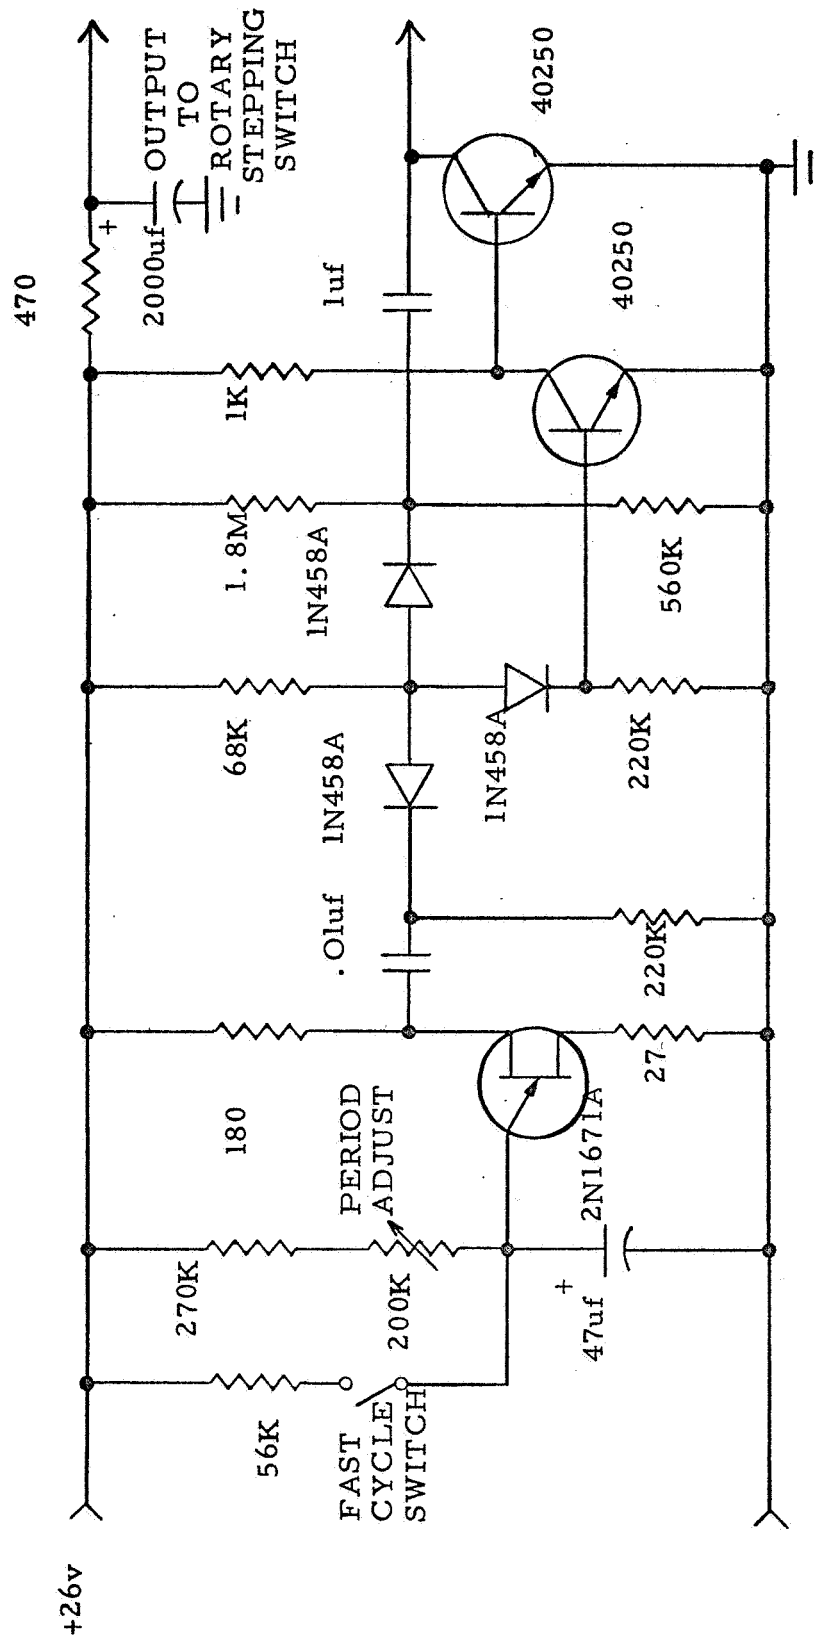 +26v
56K
FAST
CYCLE
SWITCH
270K
200K
PERIOD
ADJUST
+
47uf
180
2N1671A
27
.01uf
220K
68K
1N458A
1N458A
220K
1.8M
1N458A
560K
1K
40250
470
1uf
+
2000uf
40250
OUTPUT
TO
ROTARY
STEPPING
SWITCH